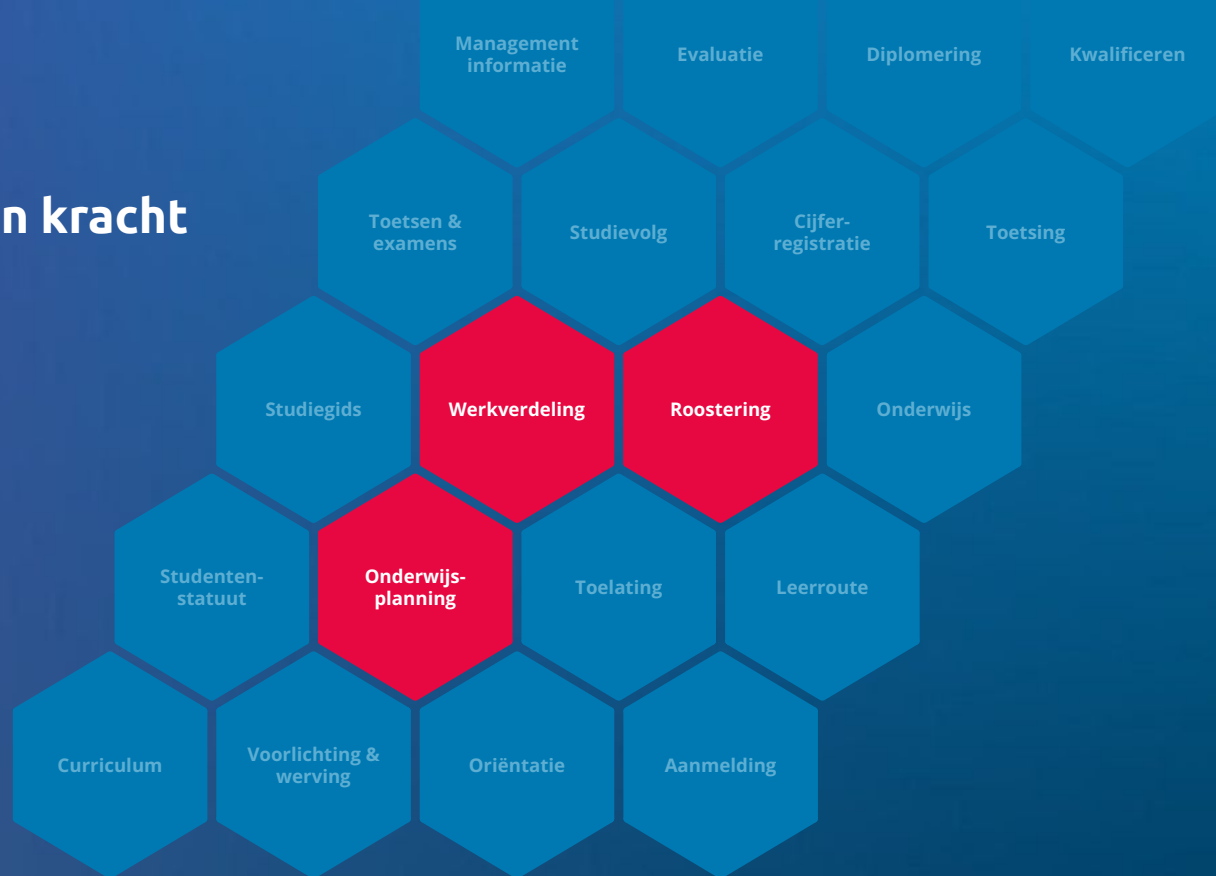 Management
informatie
Evaluatie
Diplomering
Kwalificeren
n kracht
Toetsen &
examens
Studievolg
Cijfer-
registratie
Toetsing
Studiegids
Werkverdeling
Roostering
Onderwijs
Studenten-
statuut
Onderwijs-
planning
Toelating
Leerroute
Curriculum
Voorlichting &
werving
Oriëntatie
Aanmelding